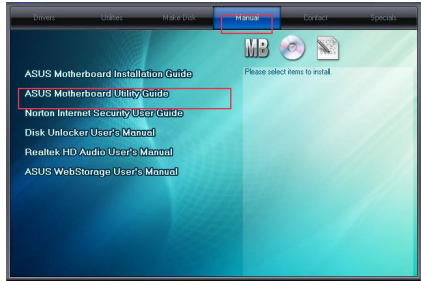 Drivers Utilities Make Disk Manual Contact Specials
MB
Please select items to install.
ASUS Motherboard Installation Guide
ASUS Motherboard Utility Guide
Norton Internet Security User Guide
Disk Unlocker User's Manual
Realtek HD Audio User's Manual
ASUS WebStorage User's Manual